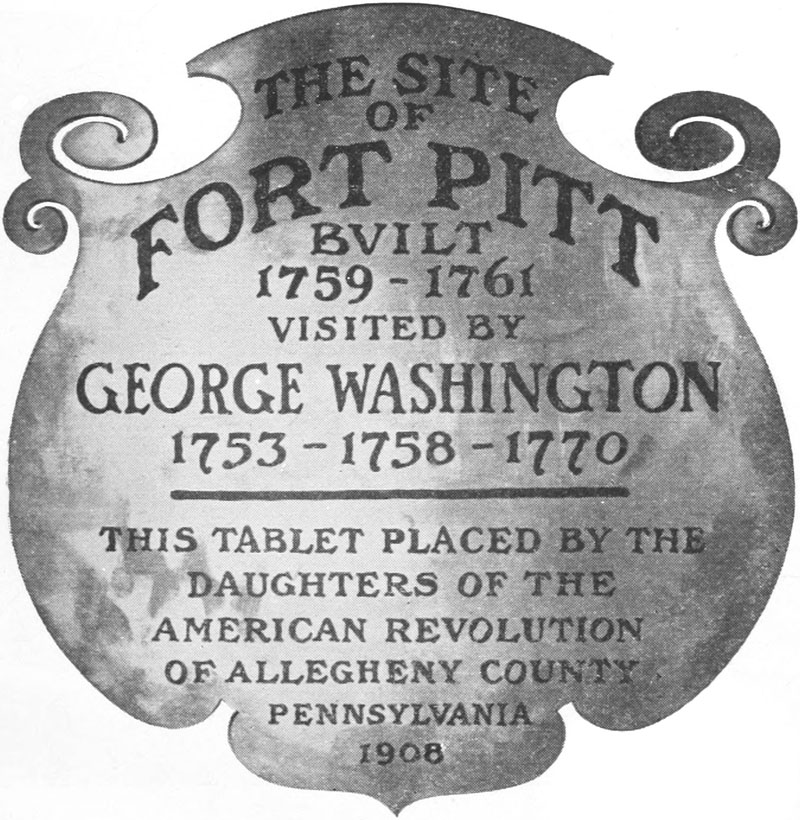 THE SITE
OF
FORT PITT
BVILT
1759 - 1761
VISITED BY
GEORGE WASHINGTON
1753 - 1758 - 1770
THIS TABLET PLACED BY THE
DAUGHTERS OF THE
AMERICAN REVOLUTION
OF ALLEGHENY COUNTY
PENNSYLVANIA
1908